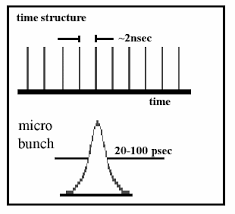 time structure
~2nsec
time
micro
bunch
20-100 psec